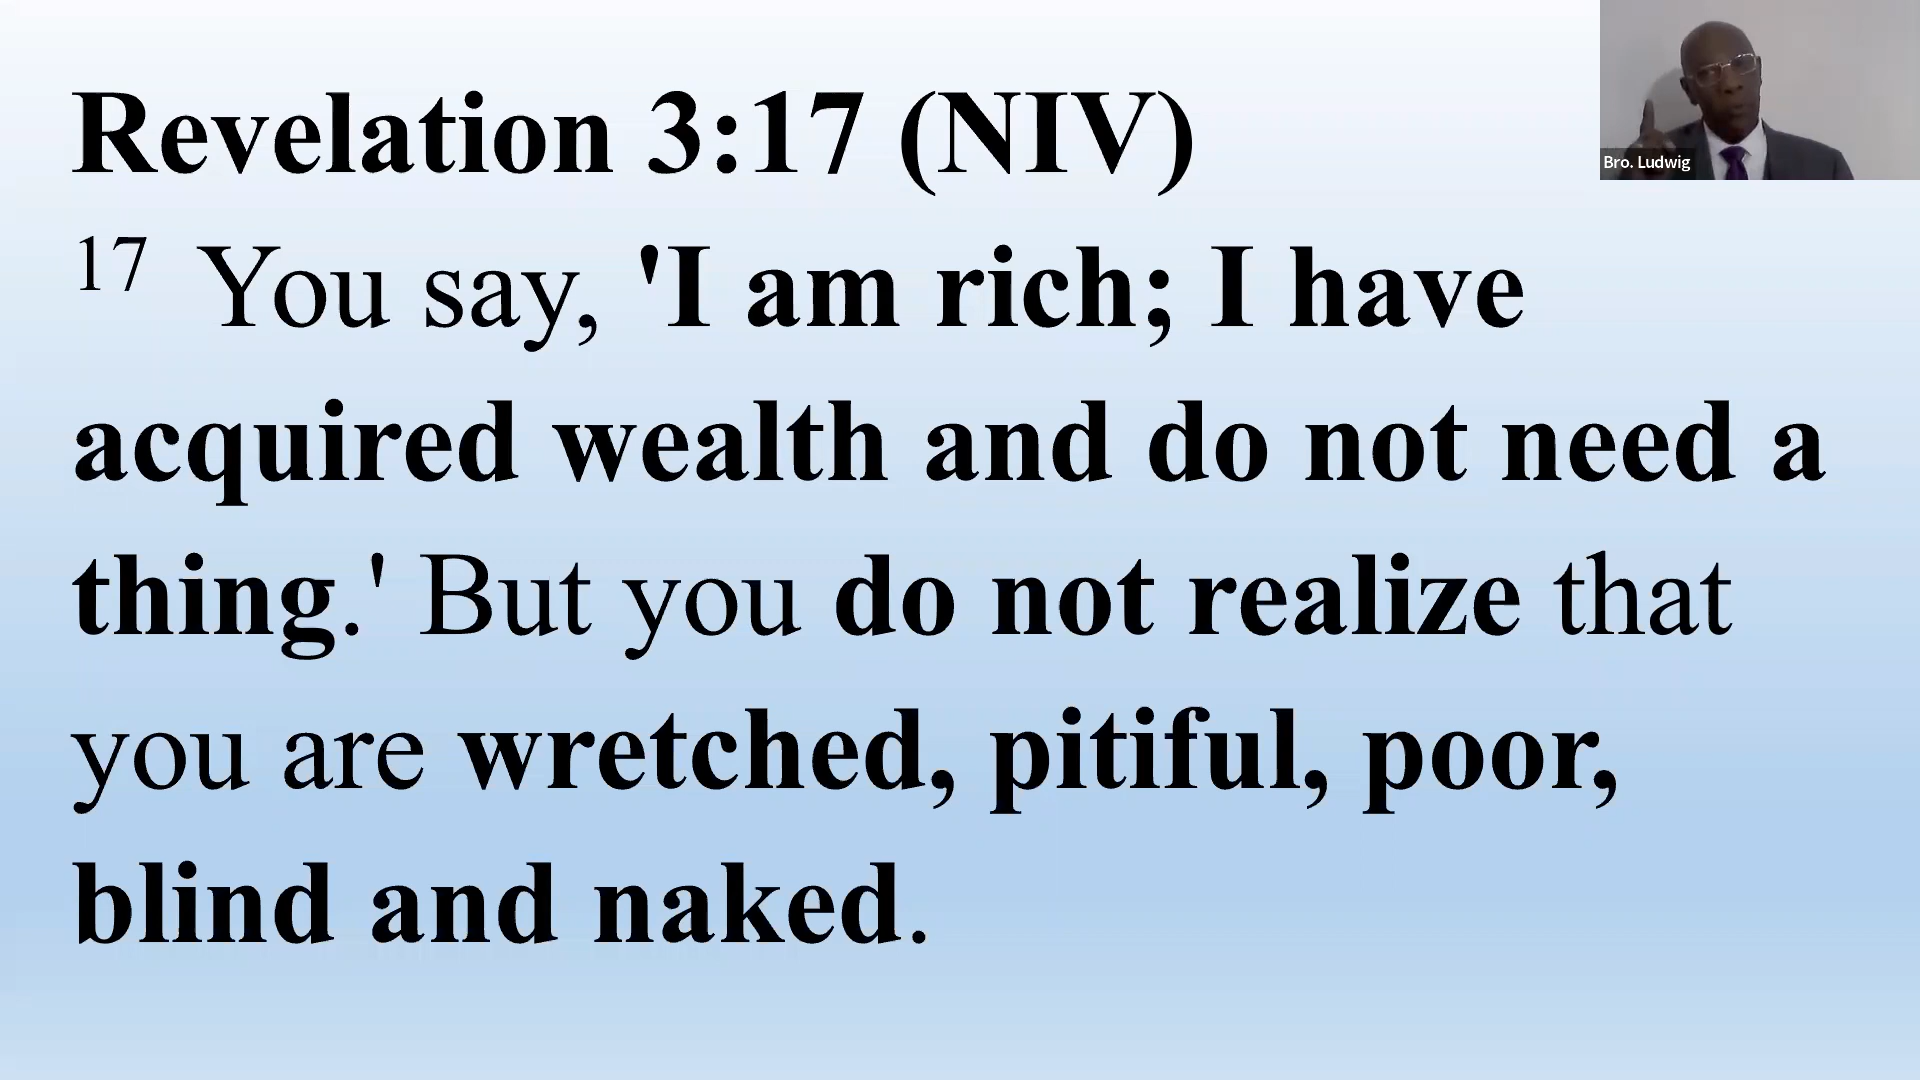 Revelation 3:17 (NIV)
17 You say, 'I am rich; I have
acquired wealth and do not need a
thing.' But you do not realize that
you are wretched, pitiful, poor,
blind and naked.
Bro. Ludwig